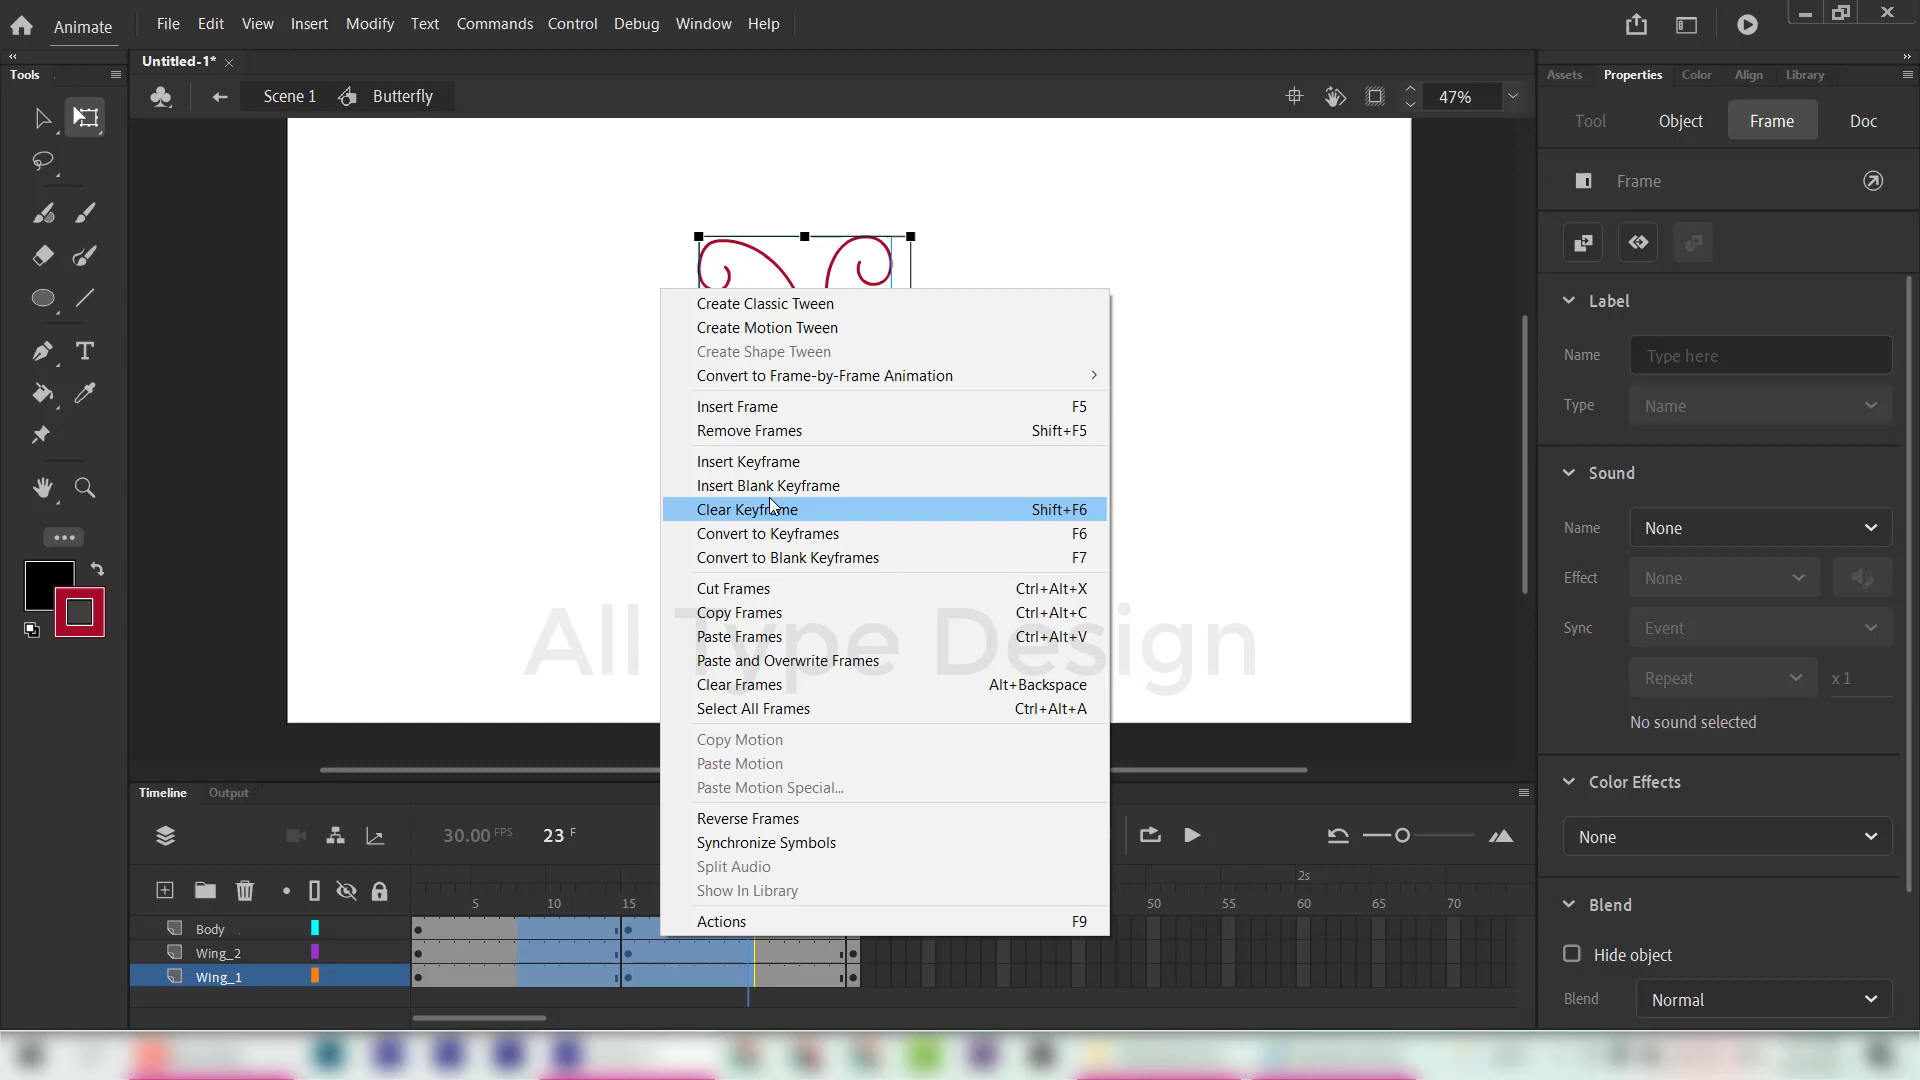 Animate File Edit View Insert Modify Text Commands Control Debug Window Help
Tools
Untitled-1*
Scene 1 Butterfly
47%
Assets Properties Color Align Library
Tool Object Frame Doc
Frame
Label
Name Type here
Type Name
Sound
Name None
Effect None
Sync Event
Repeat x 1
No sound selected
Color Effects
None
Blend
Hide object
Blend Normal
Create Classic Tween
Create Motion Tween
Create Shape Tween
Convert to Frame-by-Frame Animation
Insert Frame F5
Remove Frames Shift+F5
Insert Keyframe
Insert Blank Keyframe
Clear Keyframe Shift+F6
Convert to Keyframes F6
Convert to Blank Keyframes F7
Cut Frames Ctrl+Alt+X
Copy Frames Ctrl+Alt+C
Paste Frames Ctrl+Alt+V
Paste and Overwrite Frames
Clear Frames Alt+Backspace
Select All Frames Ctrl+Alt+A
Copy Motion
Paste Motion
Paste Motion Special...
Reverse Frames
Synchronize Symbols
Split Audio
Show In Library
Actions F9
All Type Design
Timeline Output
30.00 FPS 23 F
2s
5 10 15 50 55 60 65 70
Body
Wing_2
WIng_1